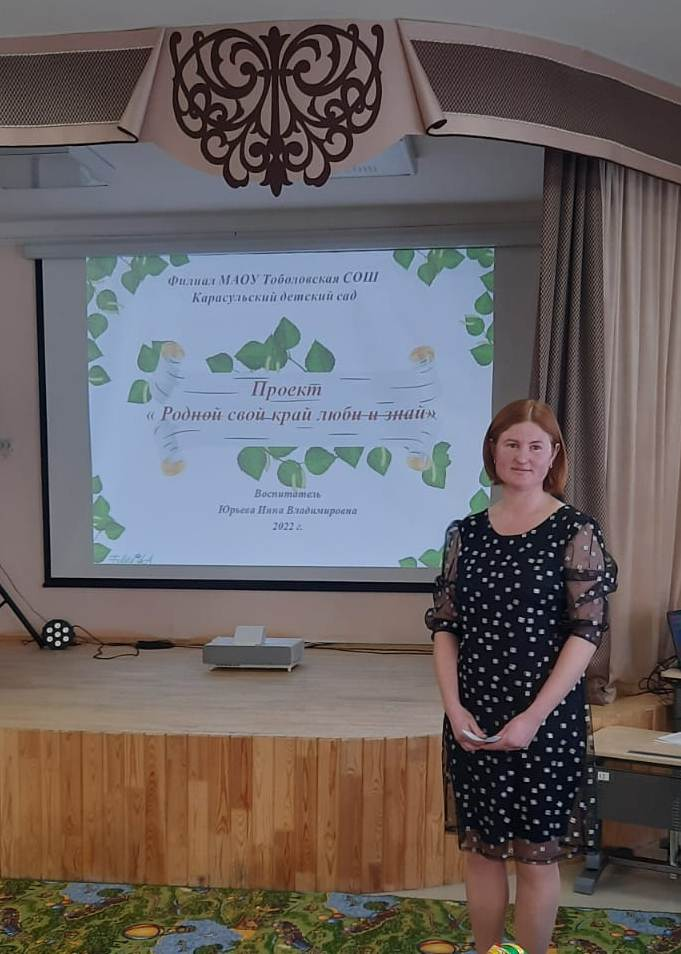 Филиал МАОУ Тоболовская СОШ
Карасульский детский сад
Проект
« Родной свой край люби и знай»
Воспитатель
Юрьева Инна Владимировна
2022 г.